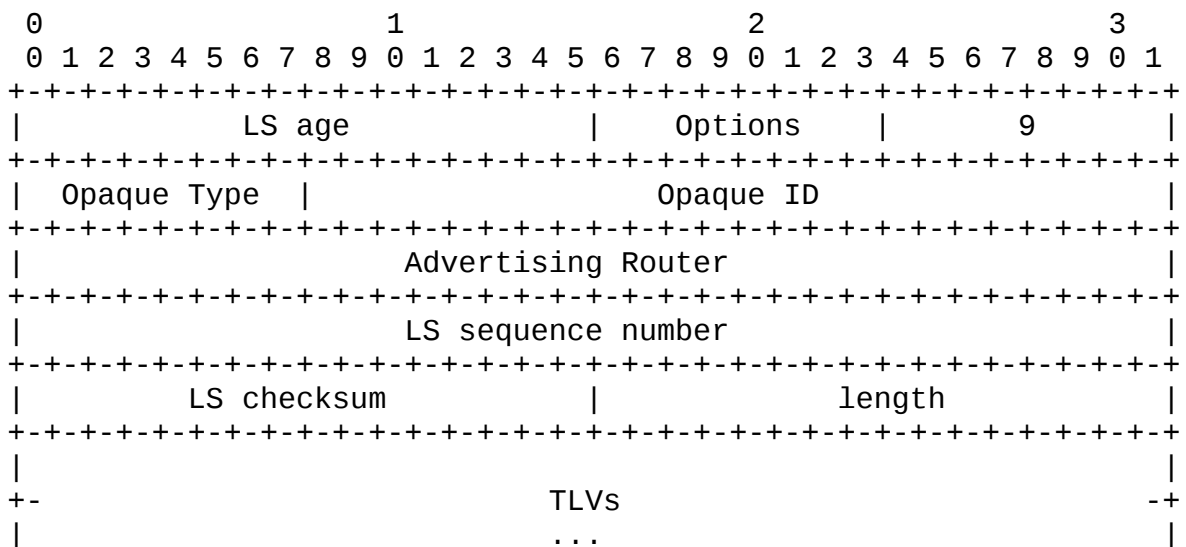 0                   1                   2                   3
 0 1 2 3 4 5 6 7 8 9 0 1 2 3 4 5 6 7 8 9 0 1 2 3 4 5 6 7 8 9 0 1
+-+-+-+-+-+-+-+-+-+-+-+-+-+-+-+-+-+-+-+-+-+-+-+-+-+-+-+-+-+-+-+-+
|            LS age             |    Options    |       9       |
+-+-+-+-+-+-+-+-+-+-+-+-+-+-+-+-+-+-+-+-+-+-+-+-+-+-+-+-+-+-+-+-+
|  Opaque Type  |                   Opaque ID                   |
+-+-+-+-+-+-+-+-+-+-+-+-+-+-+-+-+-+-+-+-+-+-+-+-+-+-+-+-+-+-+-+-+
|                     Advertising Router                        |
+-+-+-+-+-+-+-+-+-+-+-+-+-+-+-+-+-+-+-+-+-+-+-+-+-+-+-+-+-+-+-+-+
|                     LS sequence number                        |
+-+-+-+-+-+-+-+-+-+-+-+-+-+-+-+-+-+-+-+-+-+-+-+-+-+-+-+-+-+-+-+-+
|         LS checksum           |             length            |
+-+-+-+-+-+-+-+-+-+-+-+-+-+-+-+-+-+-+-+-+-+-+-+-+-+-+-+-+-+-+-+-+
|                                                               |
+-                            TLVs                             -+
|                             ...                               |